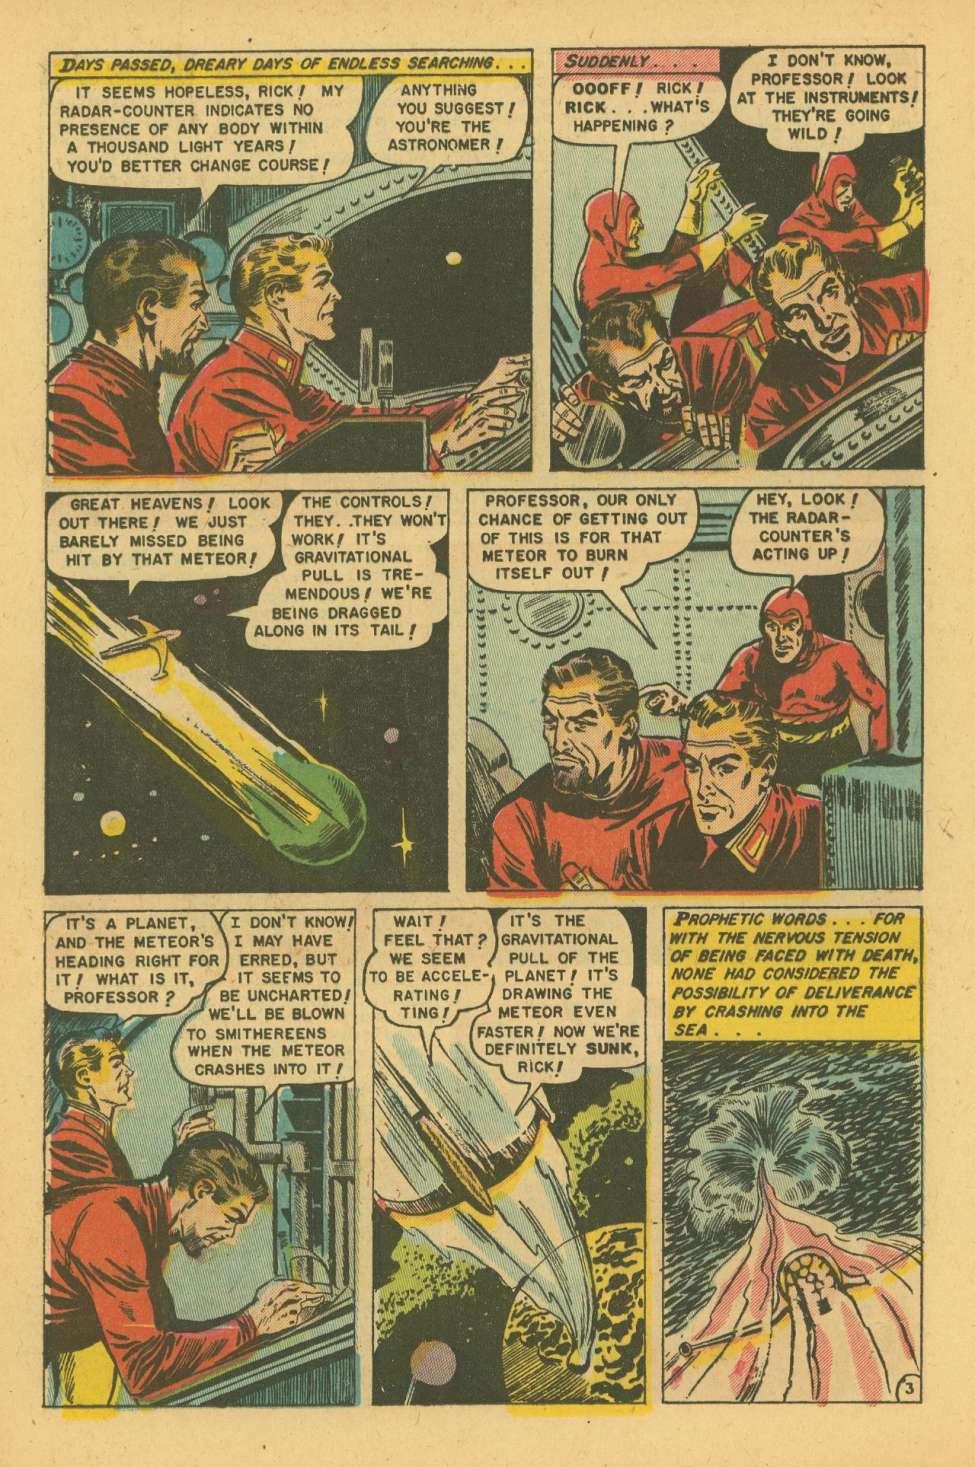 DAYS PASSED, DREARY DAYS OF ENDLESS SEARCHING...
IT SEEMS HOPELESS, RICK! MY
RADAR-COUNTER INDICATES NO
PRESENCE OF ANY BODY WITHIN
A THOUSAND LIGHT YEARS!
YOU'D BETTER CHANGE COURSE!
ANYTHING
YOU SUGGEST!
YOU'RE THE
ASTRONOMER!
SUDDENLY...
OOOFF! RICK!
RICK...WHAT'S
HAPPENING?
I DON'T KNOW,
PROFESSOR! LOOK
AT THE INSTRUMENTS!
THEY'RE GOING
WILD!
GREAT HEAVENS! LOOK
OUT THERE! WE JUST
BARELY MISSED BEING
HIT BY THAT METEOR!
THE CONTROLS!
THEY...THEY WON'T
WORK! IT'S
GRAVITATIONAL
PULL IS TRE-
MENDOUS! WE'RE
BEING DRAGGED
ALONG IN ITS TAIL!
PROFESSOR, OUR ONLY
CHANCE OF GETTING OUT
OF THIS IS FOR THAT
METEOR TO BURN
ITSELF OUT!
HEY, LOOK!
THE RADAR-
COUNTER'S
ACTING UP!
IT'S A PLANET,
AND THE METEOR'S
HEADING RIGHT FOR
IT! WHAT IS IT,
PROFESSOR?
I DON'T KNOW!
I MAY HAVE
ERRED, BUT
IT SEEMS TO
BE UNCHARTED!
WE'LL BE BLOWN
TO SMITHEREENS
WHEN THE METEOR
CRASHES INTO IT!
WAIT!
FEEL THAT?
WE SEEM
TO BE ACCELE-
RATING!
IT'S THE
GRAVITATIONAL
PULL OF THE
PLANET! IT'S
DRAWING THE
METEOR EVEN
FASTER! NOW WE'RE
DEFINITELY SUNK,
RICK!
PROPHETIC WORDS...FOR
WITH THE NERVOUS TENSION
OF BEING FACED WITH DEATH,
NONE HAD CONSIDERED THE
POSSIBILITY OF DELIVERANCE
BY CRASHING INTO THE
SEA...
3